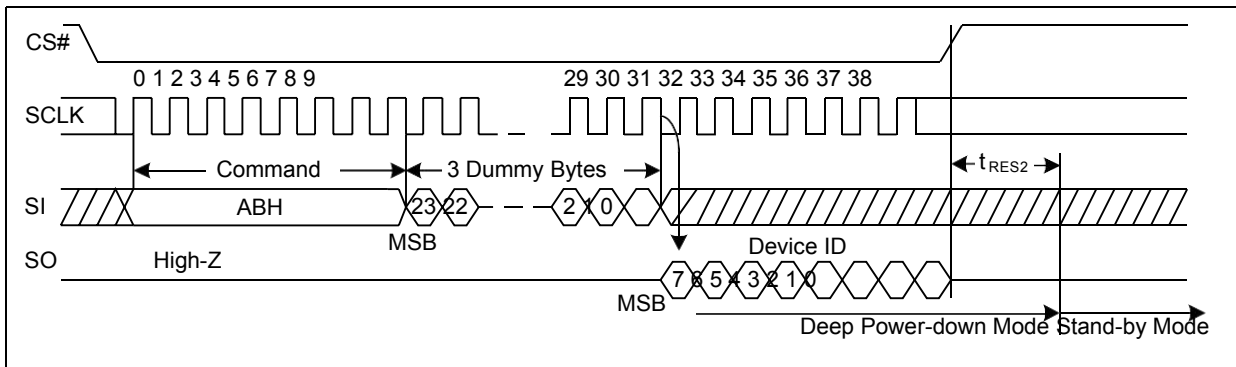 CS#
0 1 2 3 4 5 6 7 8 9 29 30 31 32 33 34 35 36 37 38
SCLK
Command 3 Dummy Bytes tRES2
SI ABH 23 22 2 1 0
MSB
SO High-Z Device ID
7 6 5 4 3 2 1 0
MSB
Deep Power-down Mode Stand-by Mode